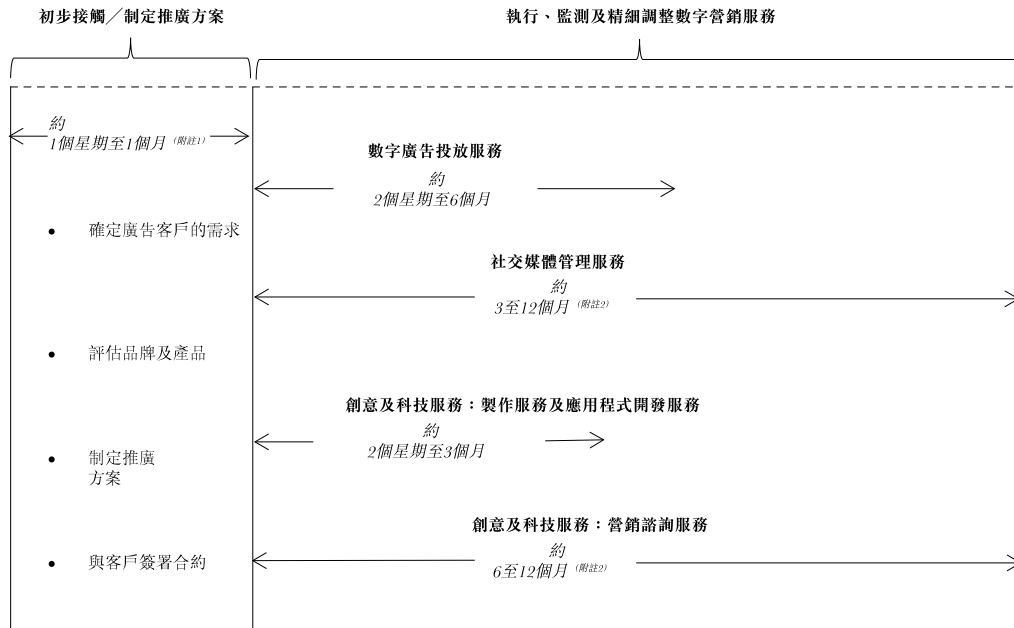 初步接觸／制定推廣方案
執行、監測及精細調整數字營銷服務
約
1個星期至1個月 (附註1)
• 確定廣告客戶的需求
• 評估品牌及產品
• 制定推廣
方案
• 與客戶簽署合約
數字廣告投放服務
約
2個星期至6個月
社交媒體管理服務
約
3至12個月 (附註2)
創意及科技服務：製作服務及應用程式開發服務
約
2個星期至3個月
創意及科技服務：營銷諮詢服務
約
6至12個月 (附註2)